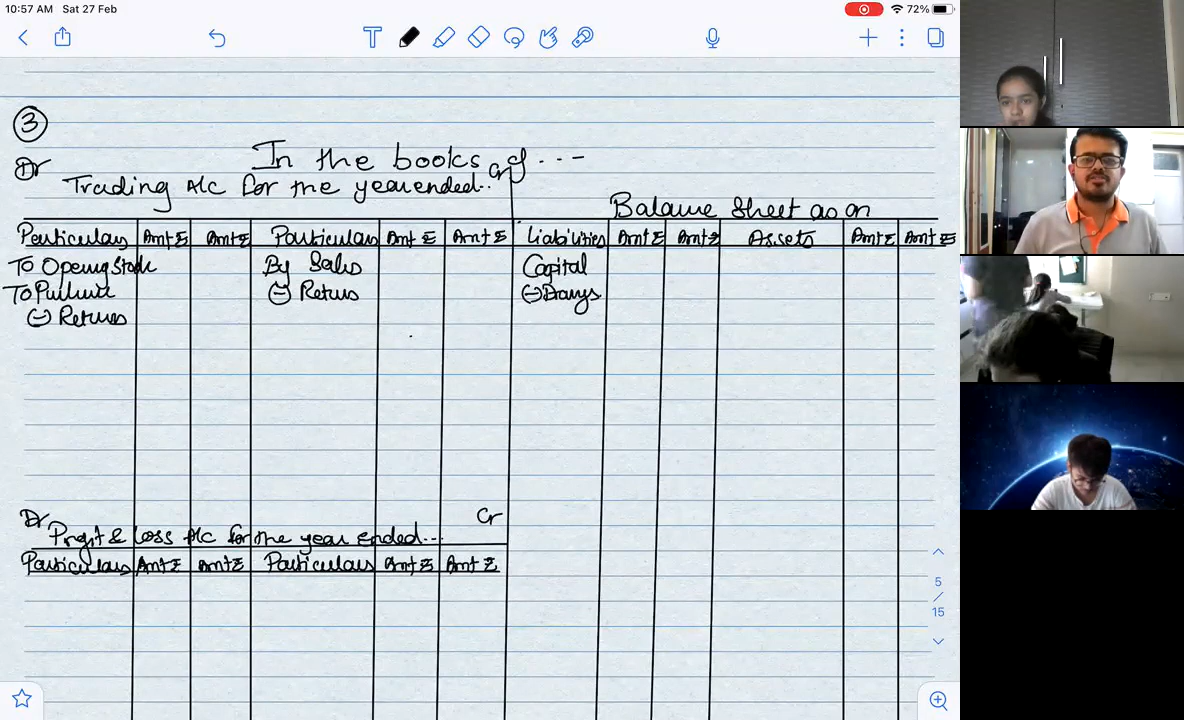 10:57 AM Sat 27 Feb
72%
3
In the books of ---
Dr
Cr
Trading A/c for the year ended..
Balance Sheet as on
Particulars Amt ₹ Amt ₹ Particulars Amt ₹ Amt ₹ Liabilities Amt ₹ Amt ₹ Assets Amt ₹ Amt ₹
To Opening Stock By Sales Capital
To Purchase (-) Returns (-) Drawings
(-) Returns
Dr
Cr
Profit & Loss A/c for the year ended...
Particulars Amt ₹ Amt ₹ Particulars Amt ₹ Amt ₹
5
/
15